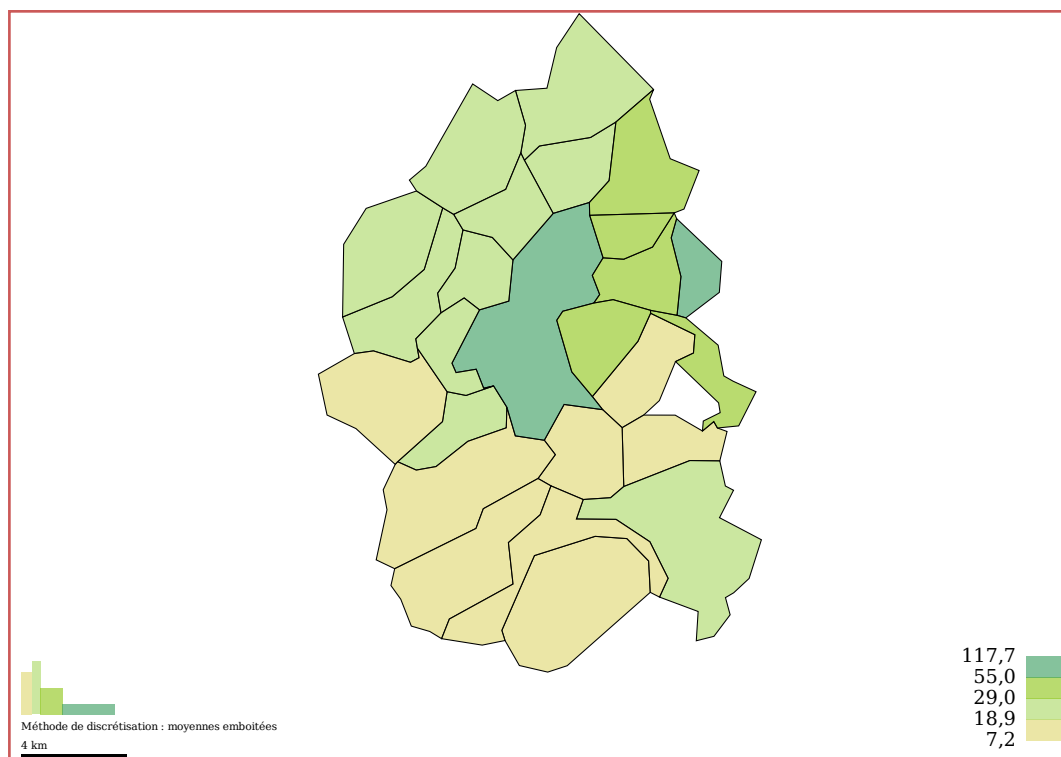 117,7
55,0
29,0
18,9
7,2
Méthode de discrétisation : moyennes emboitées
4 km